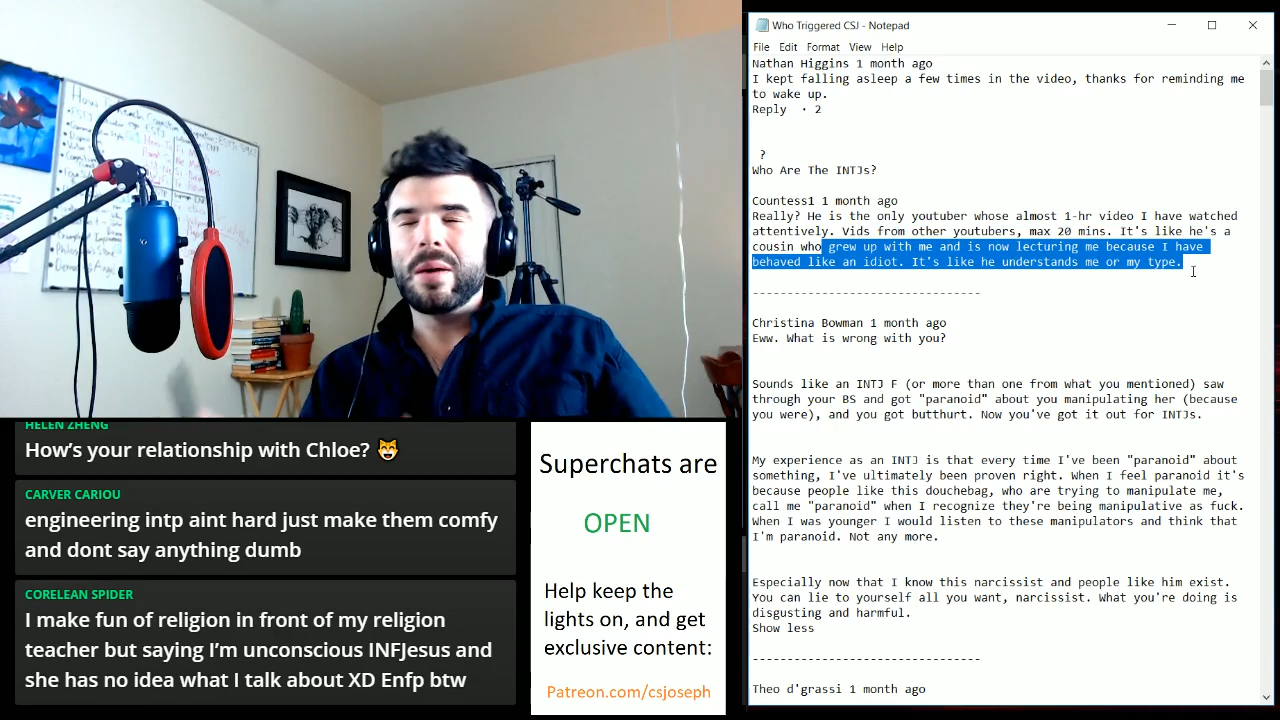 Who Triggered CSJ - Notepad
File Edit Format View Help
Nathan Higgins 1 month ago
I kept falling asleep a few times in the video, thanks for reminding me
to wake up.
Reply · 2
?
Who Are The INTJs?
Countess1 1 month ago
Really? He is the only youtuber whose almost 1-hr video I have watched
attentively. Vids from other youtubers, max 20 mins. It's like he's a
cousin who grew up with me and is now lecturing me because I have
behaved like an idiot. It's like he understands me or my type.
--------------------------------
Christina Bowman 1 month ago
Eww. What is wrong with you?
Sounds like an INTJ F (or more than one from what you mentioned) saw
through your BS and got "paranoid" about you manipulating her (because
you were), and you got butthurt. Now you've got it out for INTJs.
My experience as an INTJ is that every time I've been "paranoid" about
something, I've ultimately been proven right. When I feel paranoid it's
because people like this douchebag, who are trying to manipulate me,
call me "paranoid" when I recognize they're being manipulative as fuck.
When I was younger I would listen to these manipulators and think that
I'm paranoid. Not any more.
Especially now that I know this narcissist and people like him exist.
You can lie to yourself all you want, narcissist. What you're doing is
disgusting and harmful.
Show less
--------------------------------
Theo d'grassi 1 month ago
HELEN ZHENG
How's your relationship with Chloe? 😸
CARVER CARIOU
engineering intp aint hard just make them comfy
and dont say anything dumb
CORELEAN SPIDER
I make fun of religion in front of my religion
teacher but saying I'm unconscious INFJesus and
she has no idea what I talk about XD Enfp btw
Superchats are
OPEN
Help keep the
lights on, and get
exclusive content:
Patreon.com/csjoseph